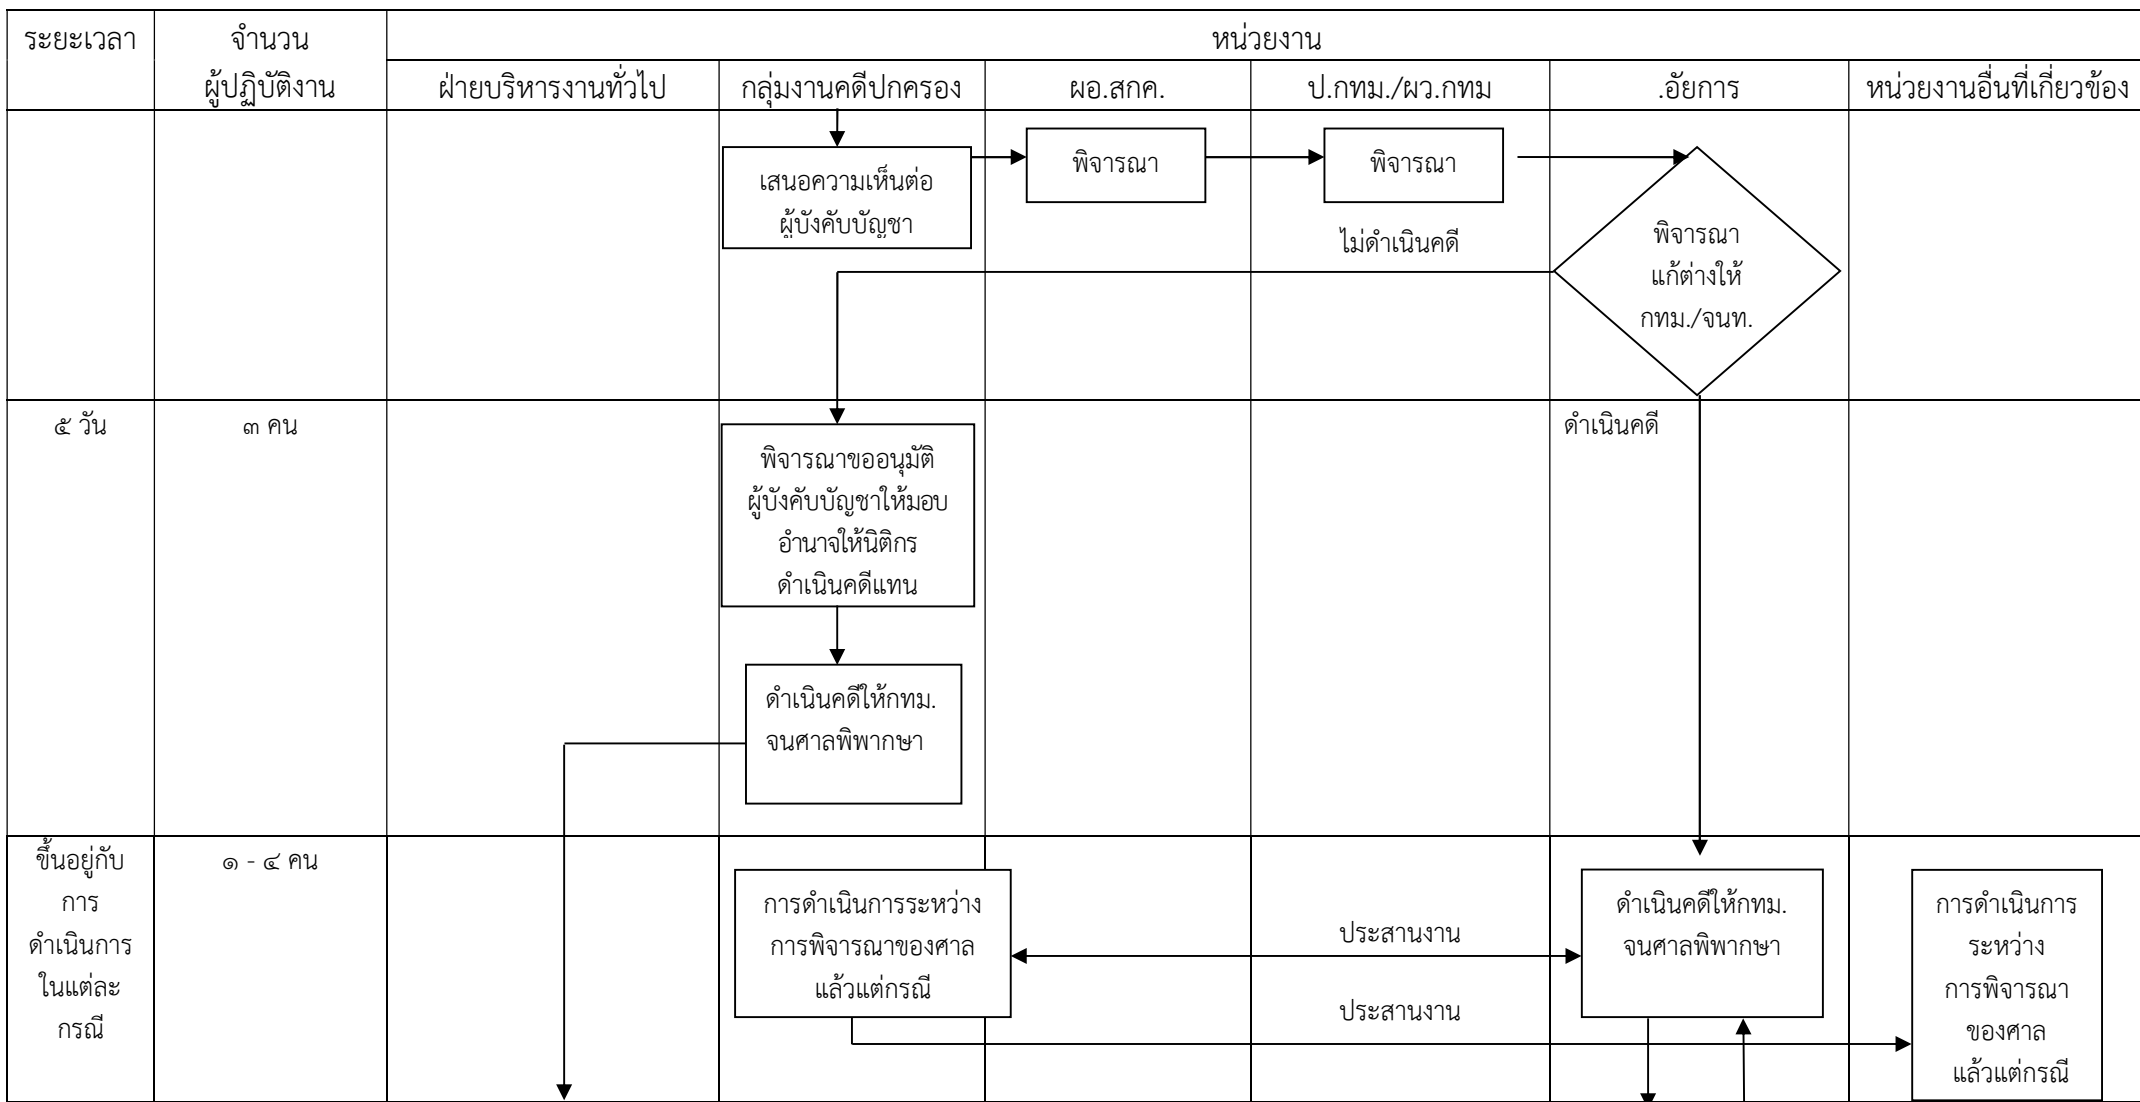 ระยะเวลา
จำนวน
ผู้ปฏิบัติงาน
หน่วยงาน
ฝ่ายบริหารงานทั่วไป
กลุ่มงานคดีปกครอง
ผอ.สกค.
ป.กทม./ผว.กทม
.อัยการ
หน่วยงานอื่นที่เกี่ยวข้อง
เสนอความเห็นต่อ
ผู้บังคับบัญชา
พิจารณา
พิจารณา
ไม่ดำเนินคดี
พิจารณา
แก้ต่างให้
กทม./จนท.
๕ วัน
๓ คน
พิจารณาขออนุมัติ
ผู้บังคับบัญชาให้มอบ
อำนาจให้นิติกร
ดำเนินคดีแทน
ดำเนินคดี
ดำเนินคดีให้กทม.
จนศาลพิพากษา
ขึ้นอยู่กับ
การ
ดำเนินการ
ในแต่ละ
กรณี
๑ - ๔ คน
การดำเนินการระหว่าง
การพิจารณาของศาล
แล้วแต่กรณี
ประสานงาน
ประสานงาน
ดำเนินคดีให้กทม.
จนศาลพิพากษา
การดำเนินการ
ระหว่าง
การพิจารณา
ของศาล
แล้วแต่กรณี